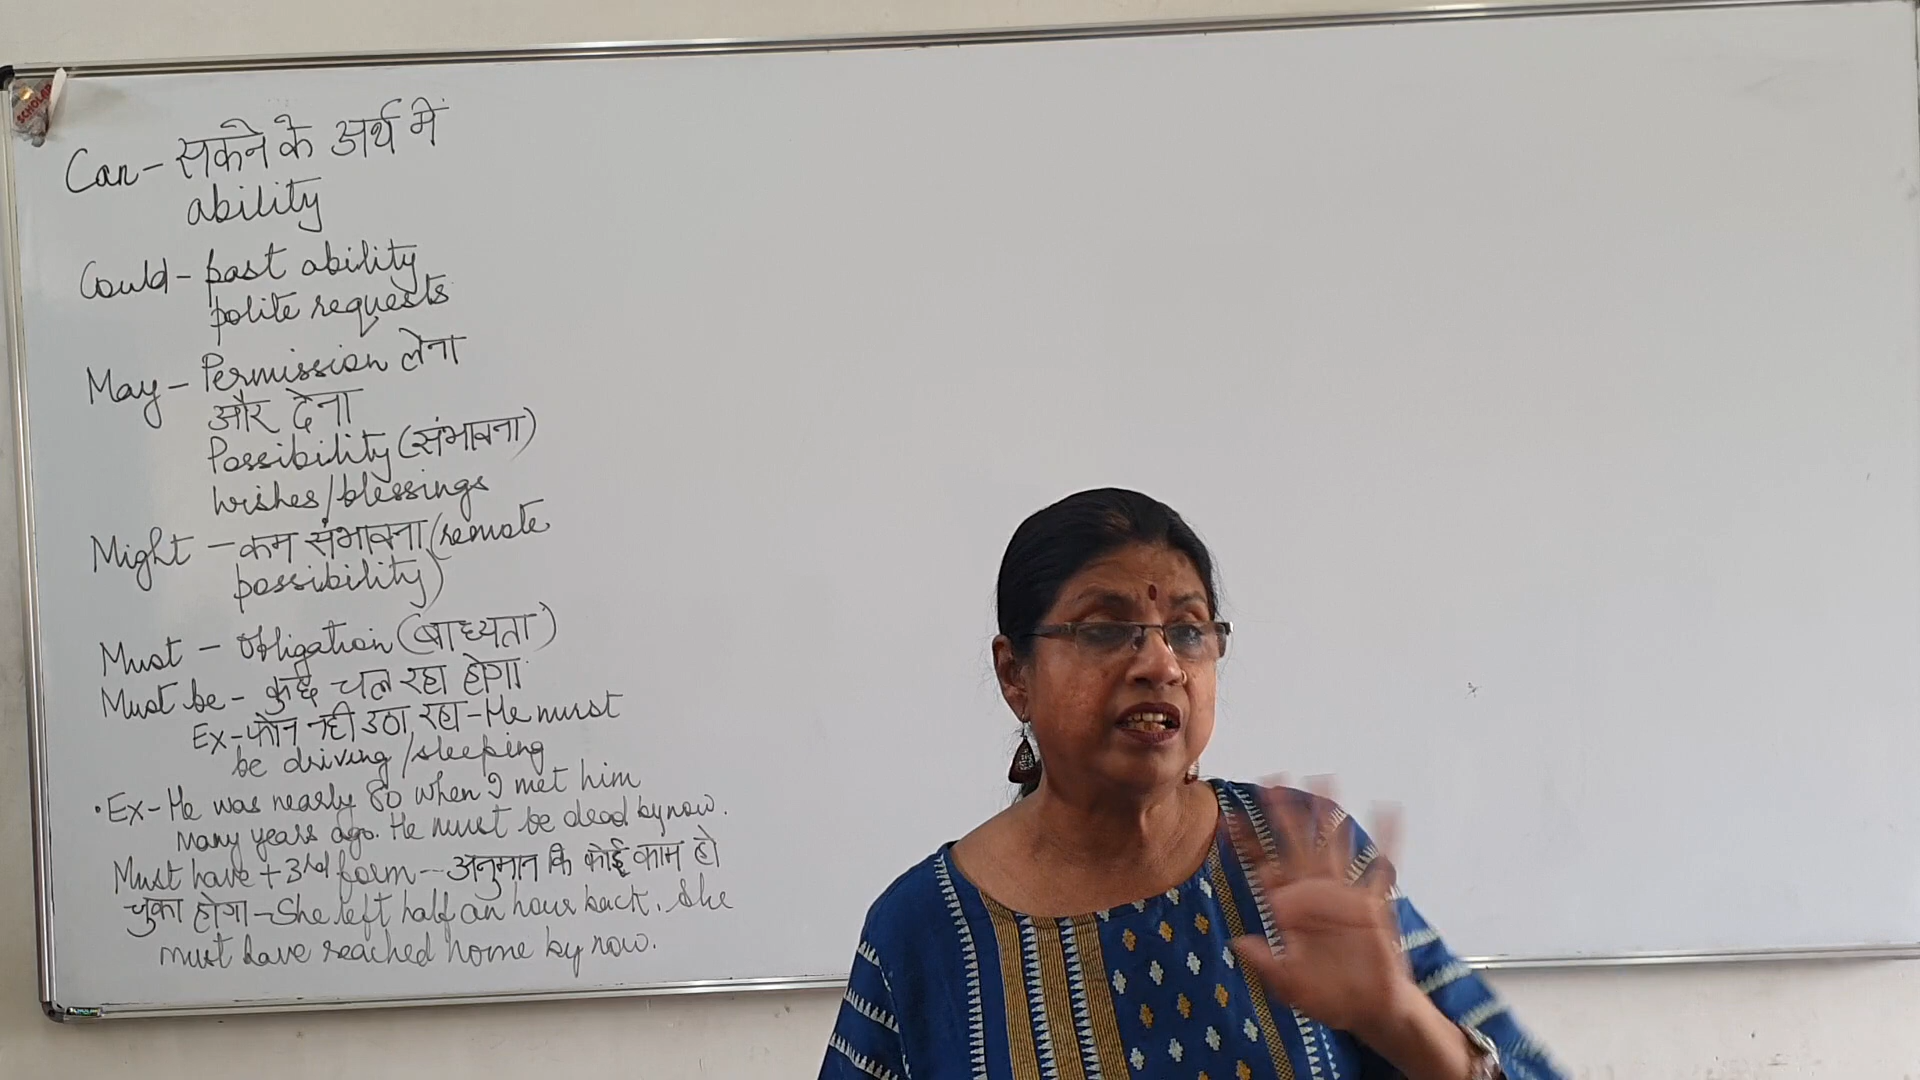 SCHOLAR
Can - सकने के अर्थ में
ability
Could - past ability
polite requests
May - Permission लेना
और देना
Possibility (संभावना)
wishes/blessings
Might - कम संभावना (remote
possibility)
Must - Obligation (बाध्यता)
Must be - कुछ चल रहा होगा
Ex - फोन नही उठा रहा - He must
be driving/sleeping
• Ex - He was nearly 80 when I met him
many years ago. He must be dead by now.
Must have + 3rd form - अनुमान कि कोई काम हो
चुका होगा - She left half an hour back. She
must have reached home by now.